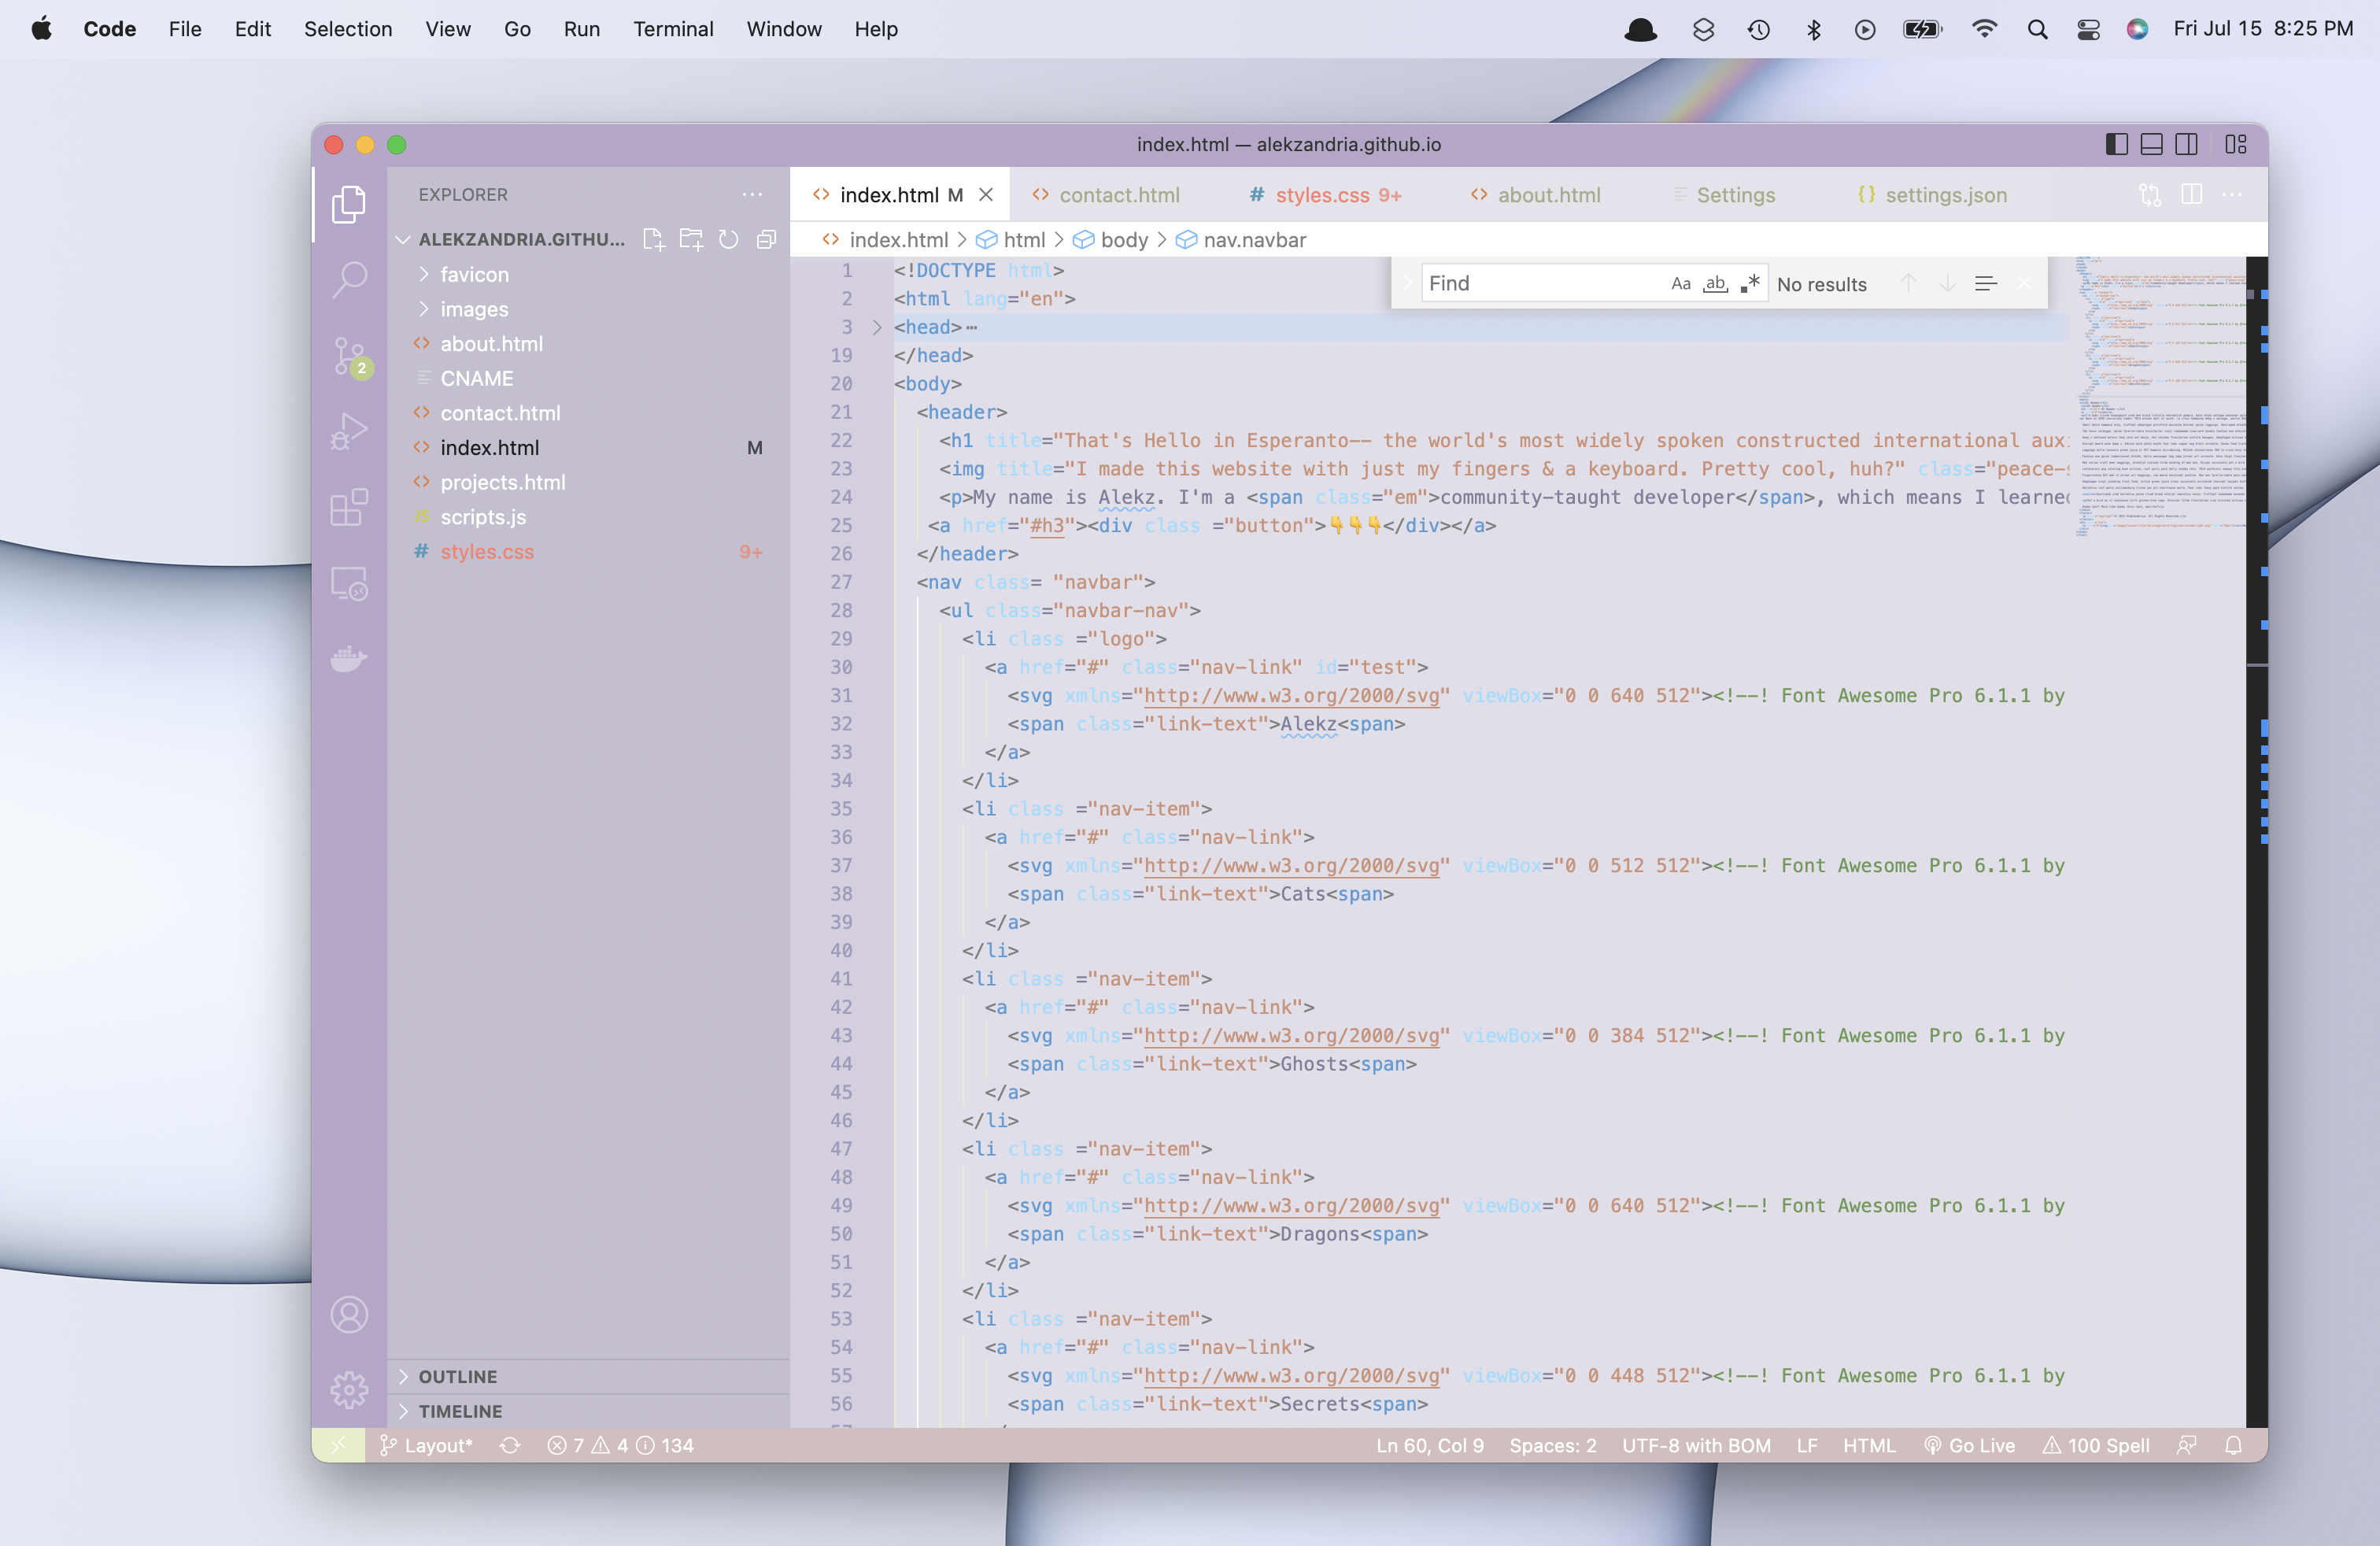 Code File Edit Selection View Go Run Terminal Window Help Fri Jul 15 8:25 PM
index.html — alekzandria.github.io
EXPLORER
ALEKZANDRIA.GITHU...
favicon
images
about.html
CNAME
contact.html
index.html M
projects.html
JS scripts.js
# styles.css 9+
OUTLINE
TIMELINE
2
<> index.html M <> contact.html # styles.css 9+ <> about.html Settings {} settings.json
<> index.html > html > body > nav.navbar
Find Aa ab .* No results
1 <!DOCTYPE html>
2 <html lang="en">
3 <head>…
19 </head>
20 <body>
21 <header>
22 <h1 title="That's Hello in Esperanto-- the world's most widely spoken constructed international aux
23 <img title="I made this website with just my fingers & a keyboard. Pretty cool, huh?" class="peace-s
24 <p>My name is Alekz. I'm a <span class="em">community-taught developer</span>, which means I learned
25 <a href="#h3"><div class ="button">👇👇👇</div></a>
26 </header>
27 <nav class= "navbar">
28 <ul class="navbar-nav">
29 <li class ="logo">
30 <a href="#" class="nav-link" id="test">
31 <svg xmlns="http://www.w3.org/2000/svg" viewBox="0 0 640 512"><!--! Font Awesome Pro 6.1.1 by
32 <span class="link-text">Alekz<span>
33 </a>
34 </li>
35 <li class ="nav-item">
36 <a href="#" class="nav-link">
37 <svg xmlns="http://www.w3.org/2000/svg" viewBox="0 0 512 512"><!--! Font Awesome Pro 6.1.1 by
38 <span class="link-text">Cats<span>
39 </a>
40 </li>
41 <li class ="nav-item">
42 <a href="#" class="nav-link">
43 <svg xmlns="http://www.w3.org/2000/svg" viewBox="0 0 384 512"><!--! Font Awesome Pro 6.1.1 by
44 <span class="link-text">Ghosts<span>
45 </a>
46 </li>
47 <li class ="nav-item">
48 <a href="#" class="nav-link">
49 <svg xmlns="http://www.w3.org/2000/svg" viewBox="0 0 640 512"><!--! Font Awesome Pro 6.1.1 by
50 <span class="link-text">Dragons<span>
51 </a>
52 </li>
53 <li class ="nav-item">
54 <a href="#" class="nav-link">
55 <svg xmlns="http://www.w3.org/2000/svg" viewBox="0 0 448 512"><!--! Font Awesome Pro 6.1.1 by
56 <span class="link-text">Secrets<span>
Layout* 7 4 134 Ln 60, Col 9 Spaces: 2 UTF-8 with BOM LF HTML Go Live 100 Spell